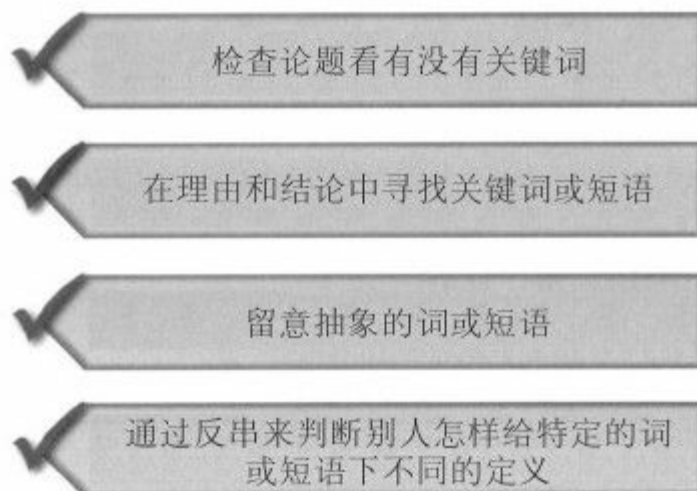 检查论题看有没有关键词
在理由和结论中寻找关键词或短语
留意抽象的词或短语
通过反串来判断别人怎样给特定的词
或短语下不同的定义